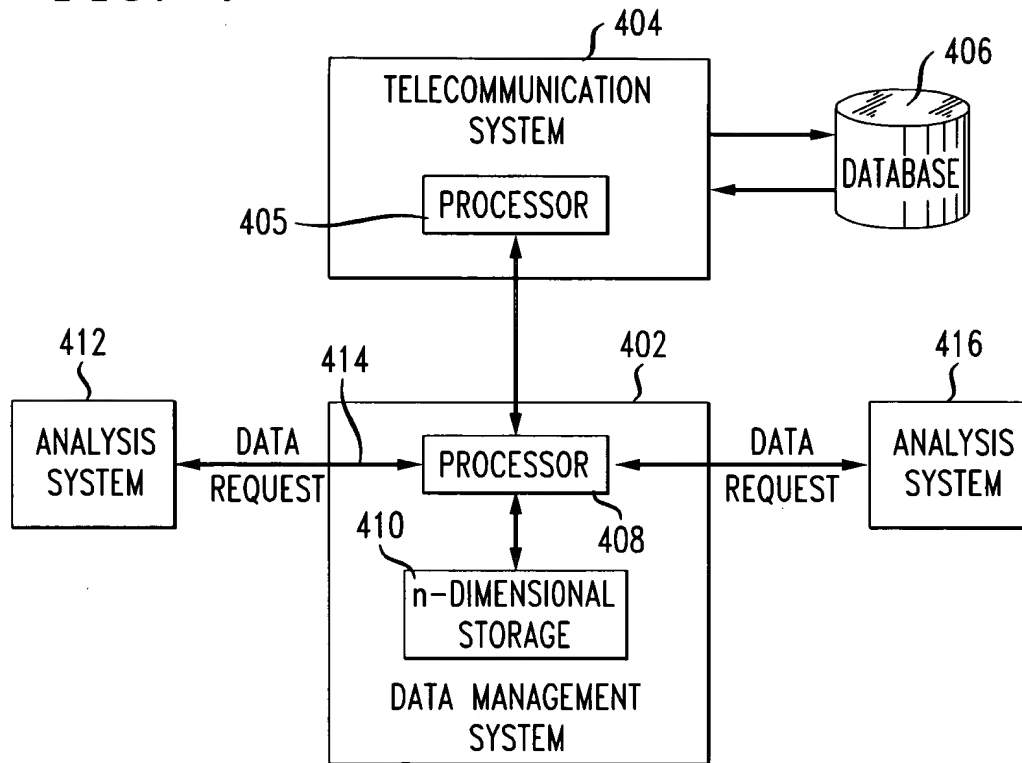 404
406
TELECOMMUNICATION
SYSTEM
DATABASE
PROCESSOR
405
412
414
402
416
ANALYSIS
SYSTEM
DATA
REQUEST
PROCESSOR
DATA
REQUEST
ANALYSIS
SYSTEM
410
408
n-DIMENSIONAL
STORAGE
DATA MANAGEMENT
SYSTEM